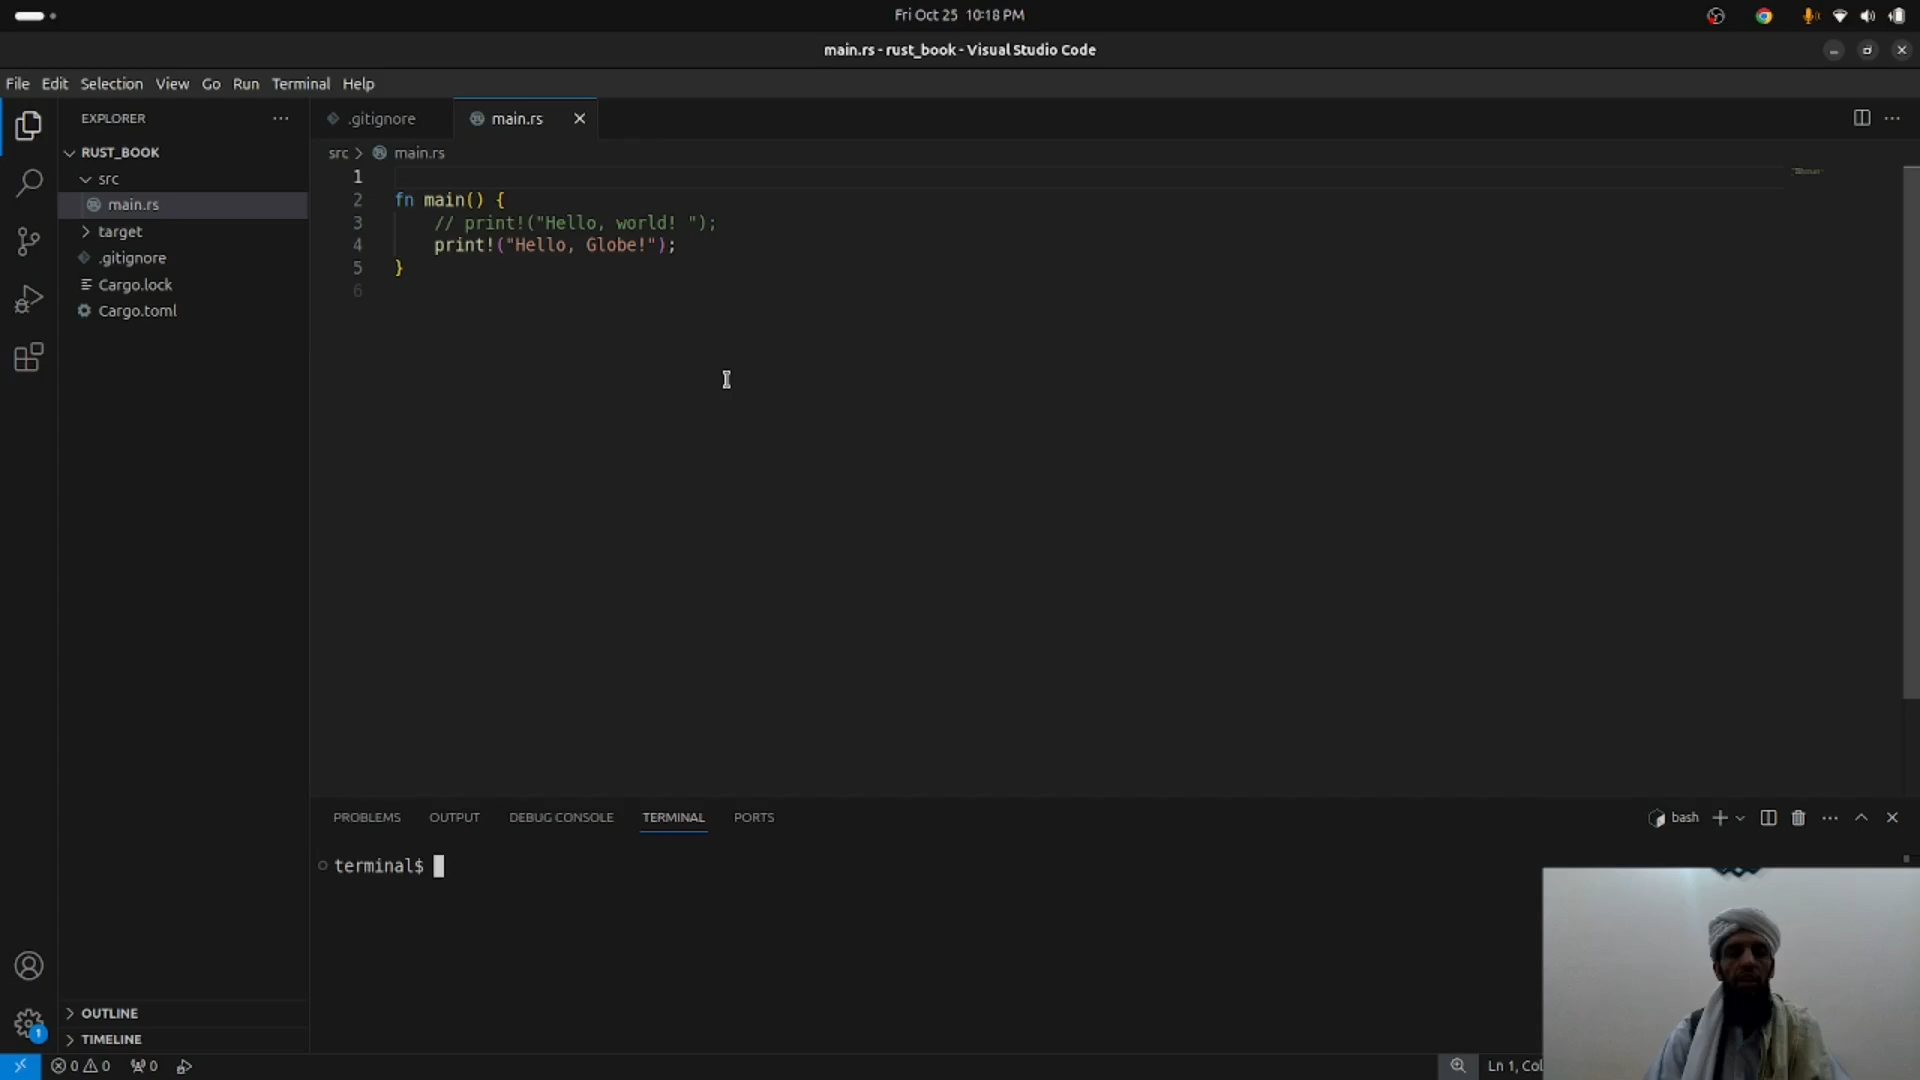 Fri Oct 25 10:18 PM
main.rs - rust_book - Visual Studio Code
File Edit Selection View Go Run Terminal Help
EXPLORER
.gitignore
main.rs
RUST_BOOK
src > main.rs
src
main.rs
target
.gitignore
Cargo.lock
Cargo.toml
1
2 fn main() {
3 // print!("Hello, world! ");
4 print!("Hello, Globe!");
5 }
6
PROBLEMS OUTPUT DEBUG CONSOLE TERMINAL PORTS
bash
terminal$
OUTLINE
1
TIMELINE
0 0 0
Ln 1, Col